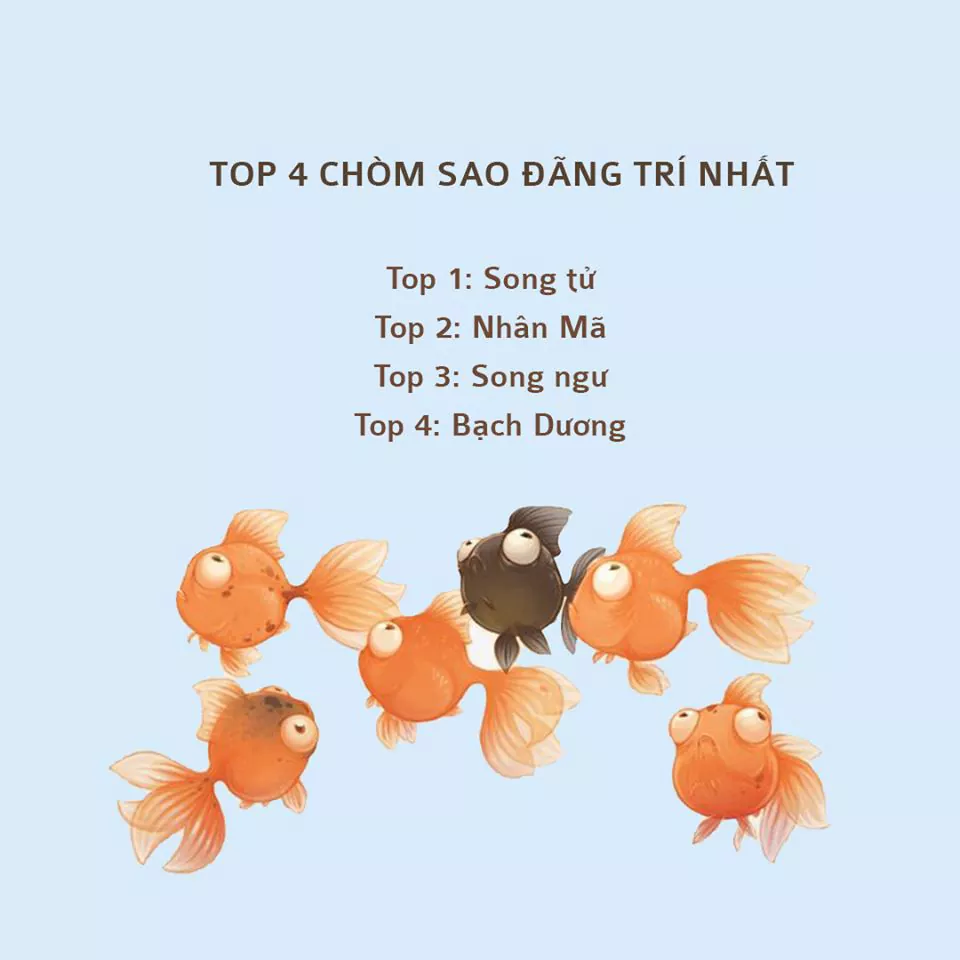 TOP 4 CHÒM SAO ĐÃNG TRÍ NHẤT
Top 1: Song tử
Top 2: Nhân Mã
Top 3: Song ngư
Top 4: Bạch Dương